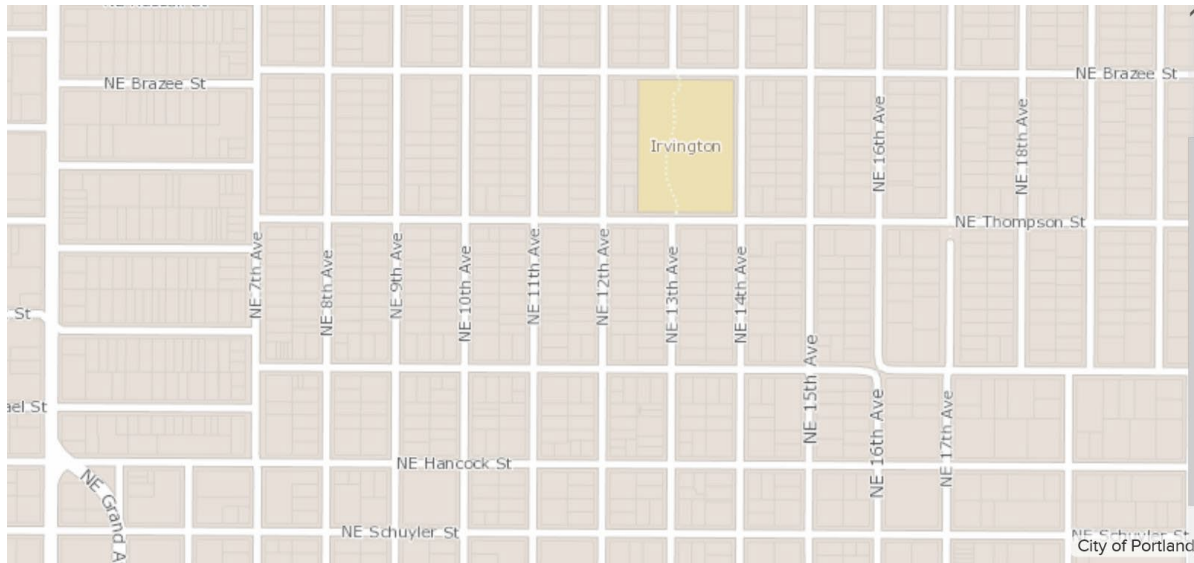 NE Brazee St
NE Brazee St
NE 16th Ave
NE 18th Ave
Irvington
NE Thompson St
NE 7th Ave
NE 8th Ave
NE 9th Ave
NE 10th Ave
NE 11th Ave
NE 12th Ave
NE 13th Ave
NE 14th Ave
St
NE 15th Ave
NE 16th Ave
NE 17th Ave
ael St
NE Hancock St
NE Grand A
NE Schuyler St
NE Schuyler St
City of Portland